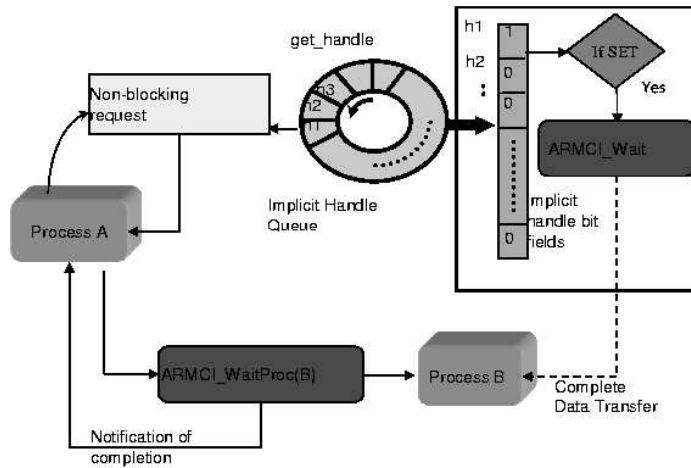 get_handle
h1
1
h2
:
0
0
0
If SET
Yes
Non-blocking
request
h3
h2
h1
ARMCI_Wait
Implicit Handle
Queue
Implicit
handle bit
fields
Process A
ARMCI_WaitProc(B)
Process B
Complete
Data Transfer
Notification of
completion